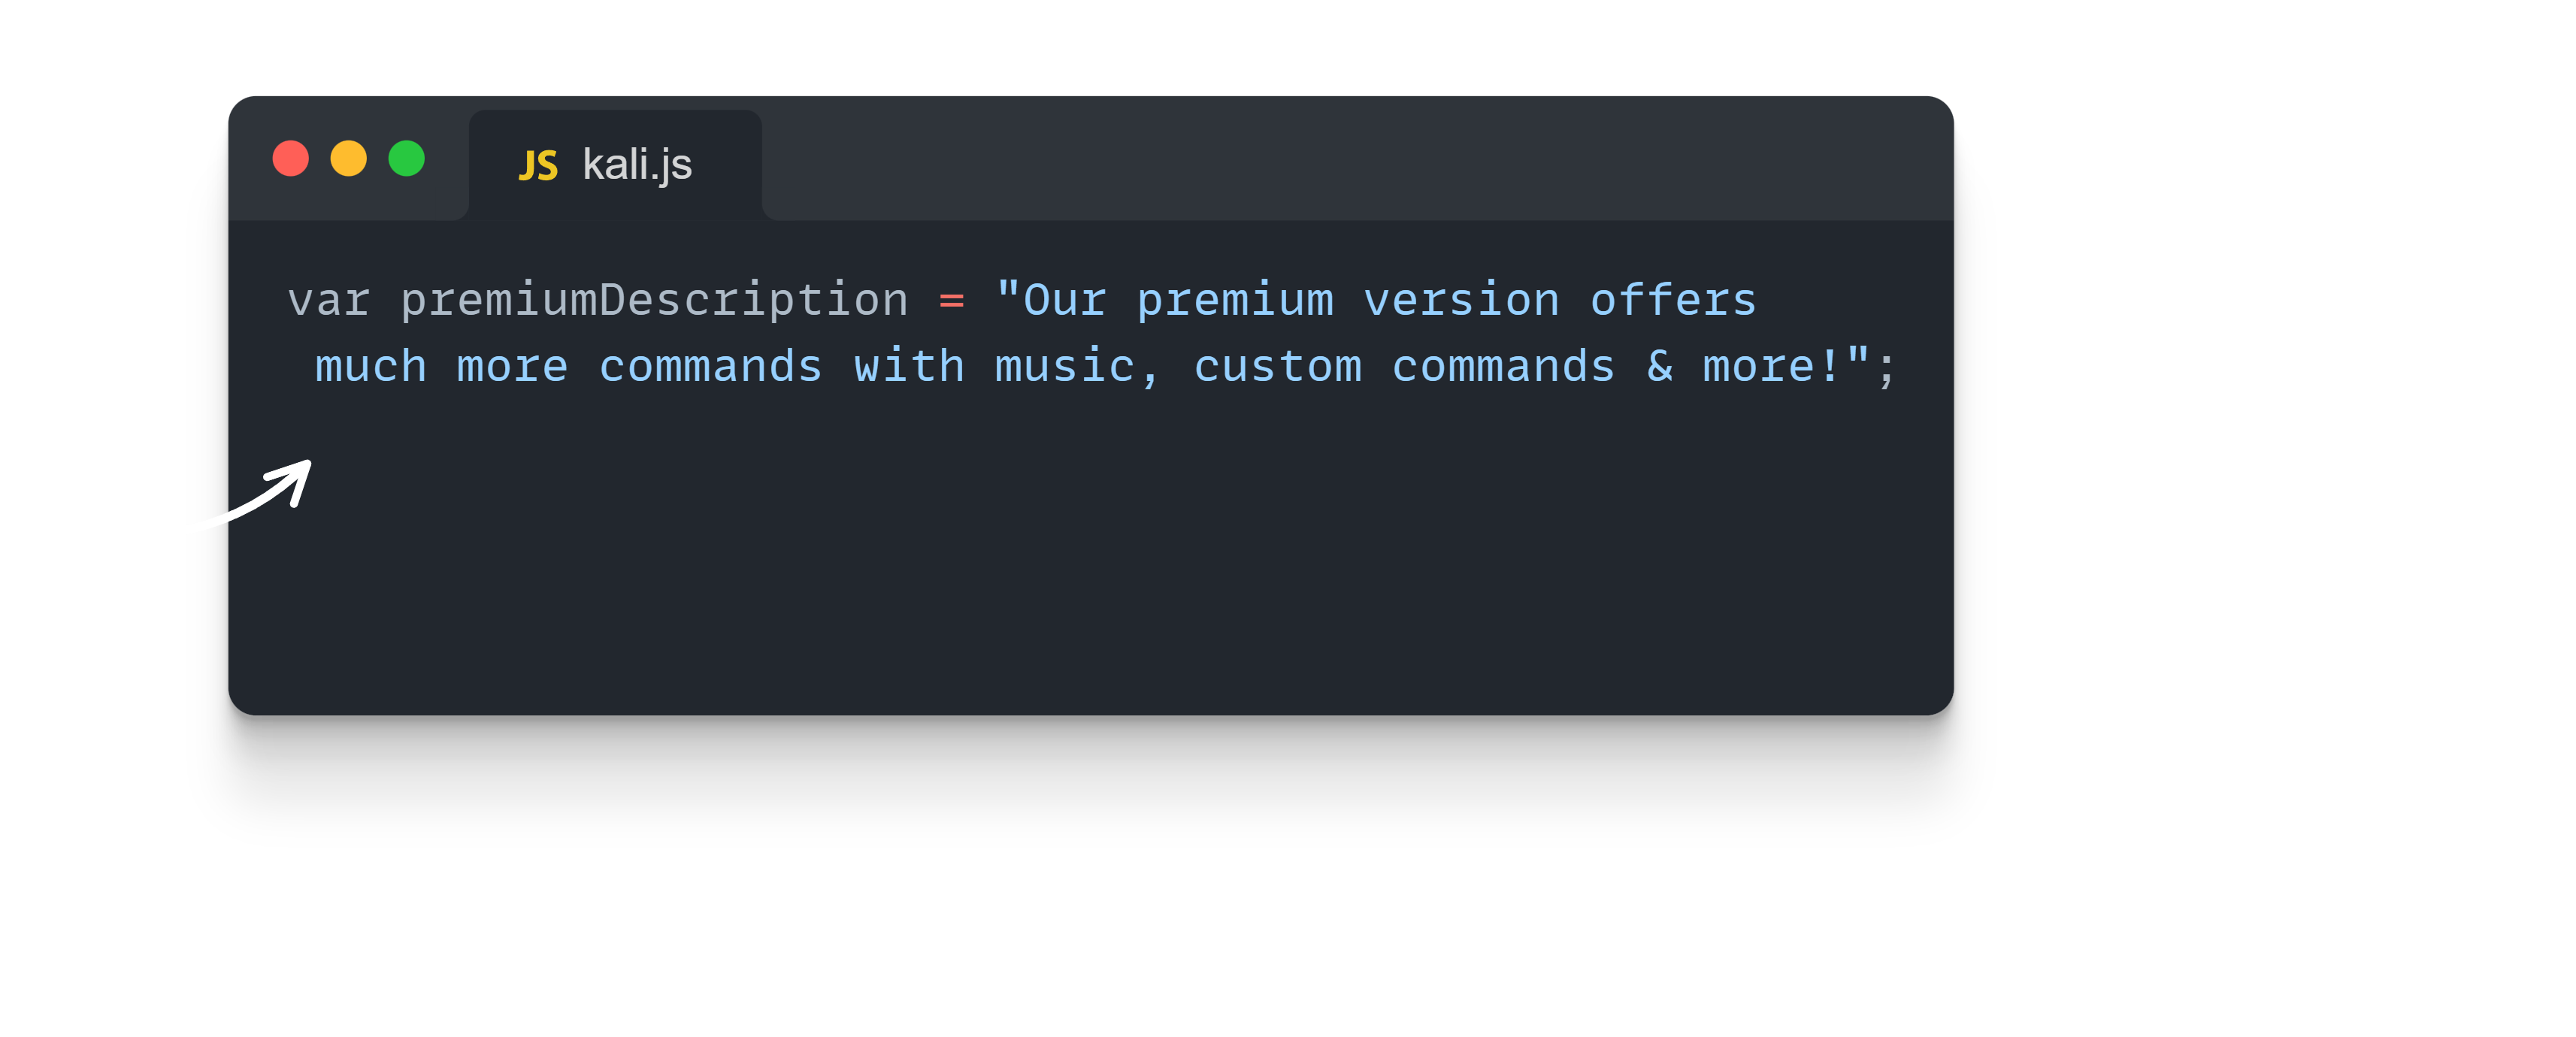 JS kali.js
var premiumDescription = "Our premium version offers
much more commands with music, custom commands & more!";